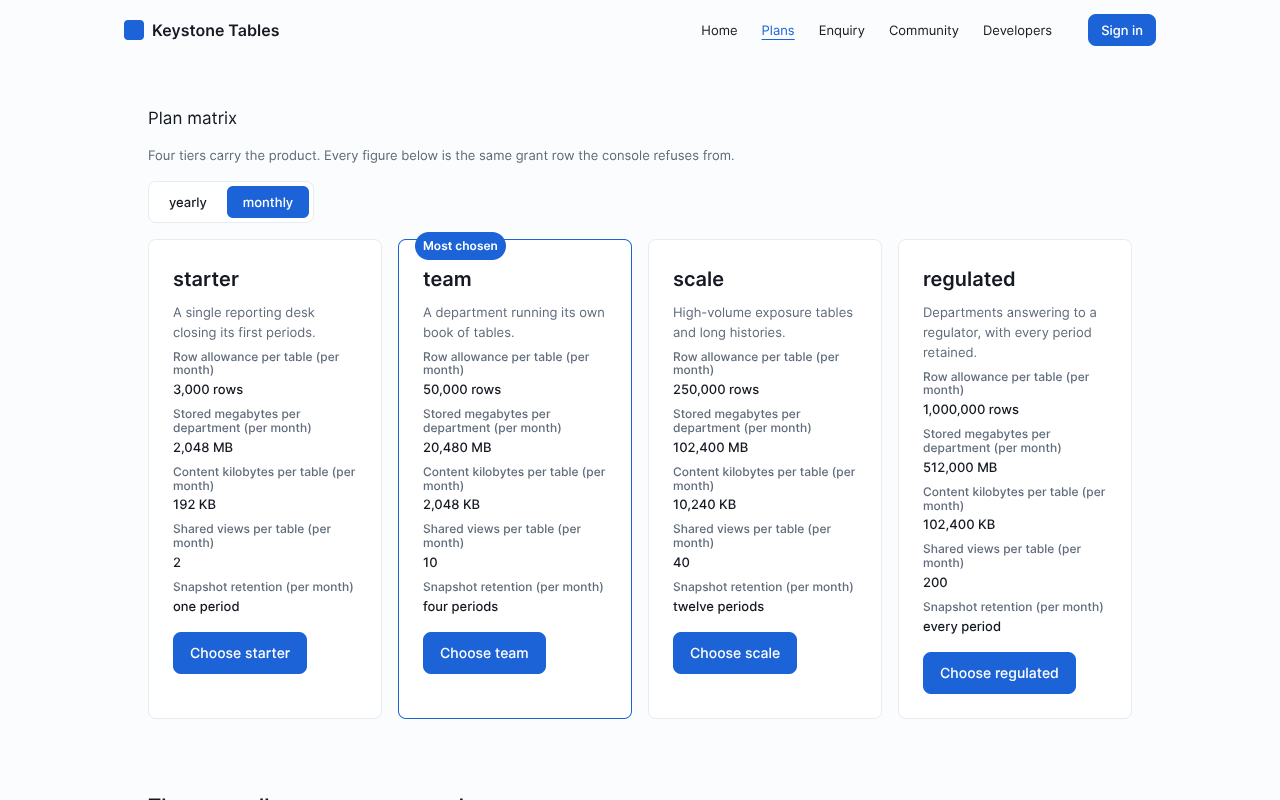 Keystone Tables
Home
Plans
Enquiry
Community
Developers
Sign in
Plan matrix
Four tiers carry the product. Every figure below is the same grant row the console refuses from.
yearly
monthly
starter
A single reporting desk
closing its first periods.
Row allowance per table (per
month)
3,000 rows
Stored megabytes per
department (per month)
2,048 MB
Content kilobytes per table (per
month)
192 KB
Shared views per table (per
month)
2
Snapshot retention (per month)
one period
Choose starter
Most chosen
team
A department running its own
book of tables.
Row allowance per table (per
month)
50,000 rows
Stored megabytes per
department (per month)
20,480 MB
Content kilobytes per table (per
month)
2,048 KB
Shared views per table (per
month)
10
Snapshot retention (per month)
four periods
Choose team
scale
High-volume exposure tables
and long histories.
Row allowance per table (per
month)
250,000 rows
Stored megabytes per
department (per month)
102,400 MB
Content kilobytes per table (per
month)
10,240 KB
Shared views per table (per
month)
40
Snapshot retention (per month)
twelve periods
Choose scale
regulated
Departments answering to a
regulator, with every period
retained.
Row allowance per table (per
month)
1,000,000 rows
Stored megabytes per
department (per month)
512,000 MB
Content kilobytes per table (per
month)
102,400 KB
Shared views per table (per
month)
200
Snapshot retention (per month)
every period
Choose regulated